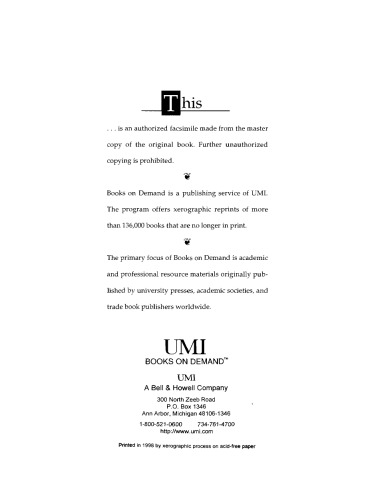 This
. . . is an authorized facsimile made from the master
copy of the original book. Further unauthorized
copying is prohibited.
Books on Demand is a publishing service of UMI.
The program offers xerographic reprints of more
than 136,000 books that are no longer in print.
The primary focus of Books on Demand is academic
and professional resource materials originally pub-
lished by university presses, academic societies, and
trade book publishers worldwide.
UMI
BOOKS ON DEMAND™
UMI
A Bell & Howell Company
300 North Zeeb Road
P.O. Box 1346
Ann Arbor, Michigan 48106-1346
1-800-521-0600 734-761-4700
http://www.umi.com
Printed in 1998 by xerographic process on acid-free paper